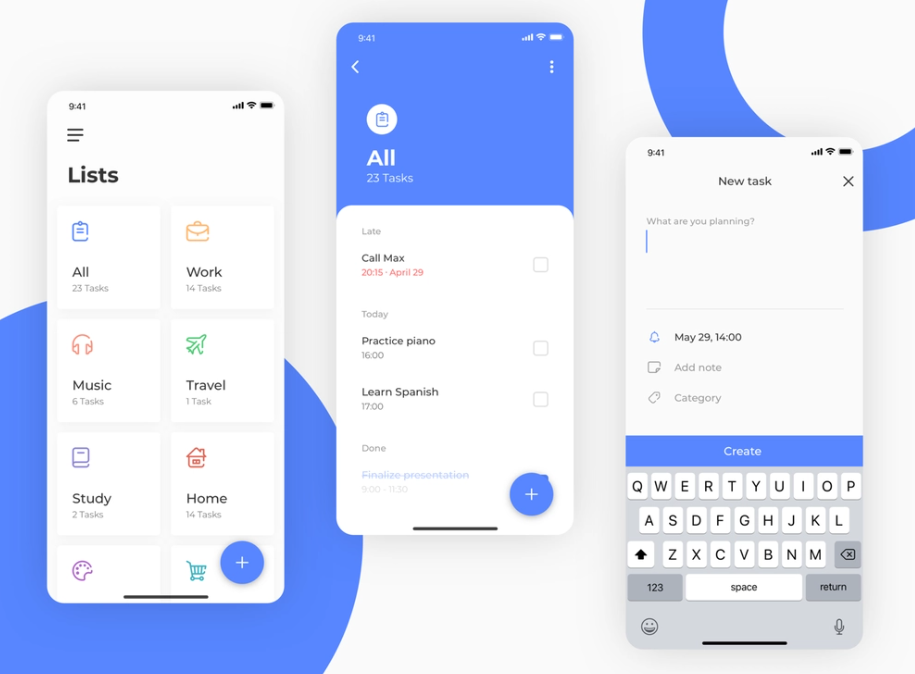 9:41
Lists
All
23 Tasks
Work
14 Tasks
Music
6 Tasks
Travel
1 Task
Study
2 Tasks
Home
14 Tasks
+
9:41
All
23 Tasks
Late
Call Max
20:15 · April 29
Today
Practice piano
16:00
Learn Spanish
17:00
Done
Finalize presentation
9:00 - 11:30
+
9:41
New task
What are you planning?
May 29, 14:00
Add note
Category
Create
Q W E R T Y U I O P
A S D F G H J K L
Z X C V B N M
123 space return